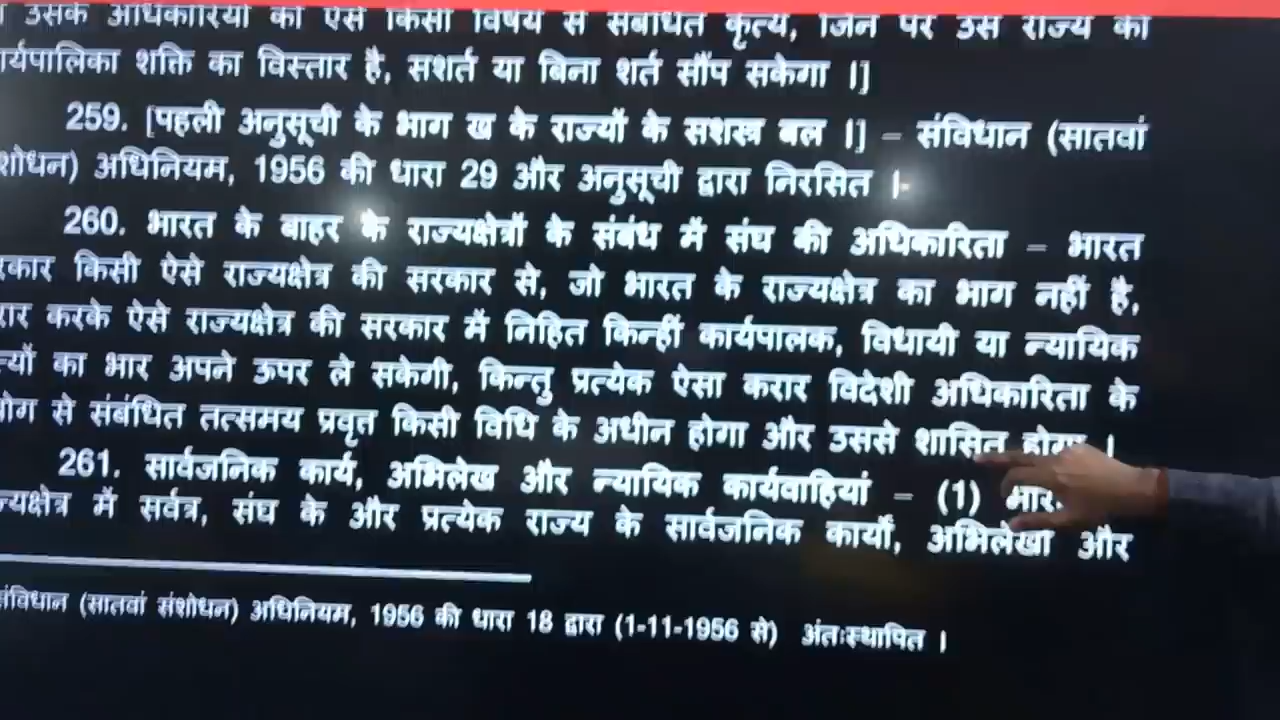 उसके अधिकारियों को ऐसे किसी विषय से संबंधित कृत्य, जिन पर उस राज्य की
र्यपालिका शक्ति का विस्तार है, सशर्त या बिना शर्त सौंप सकेगा ।]
259. [पहली अनुसूची के भाग ख के राज्यों के सशस्त्र बल ।] – संविधान (सातवां
शोधन) अधिनियम, 1956 की धारा 29 और अनुसूची द्वारा निरसित ।-
260. भारत के बाहर के राज्यक्षेत्रों के संबंध में संघ की अधिकारिता – भारत
रकार किसी ऐसे राज्यक्षेत्र की सरकार से, जो भारत के राज्यक्षेत्र का भाग नहीं है,
रार करके ऐसे राज्यक्षेत्र की सरकार में निहित किन्हीं कार्यपालक, विधायी या न्यायिक
त्यों का भार अपने ऊपर ले सकेगी, किन्तु प्रत्येक ऐसा करार विदेशी अधिकारिता के
योग से संबंधित तत्समय प्रवृत्त किसी विधि के अधीन होगा और उससे शासित होगा ।
261. सार्वजनिक कार्य, अभिलेख और न्यायिक कार्यवाहियां – (1)
ज्यक्षेत्र में सर्वत्र, संघ के और प्रत्येक राज्य के सार्वजनिक कार्यों, अभिलेखों और
संविधान (सातवां संशोधन) अधिनियम, 1956 की धारा 18 द्वारा (1-11-1956 से) अंतःस्थापित ।